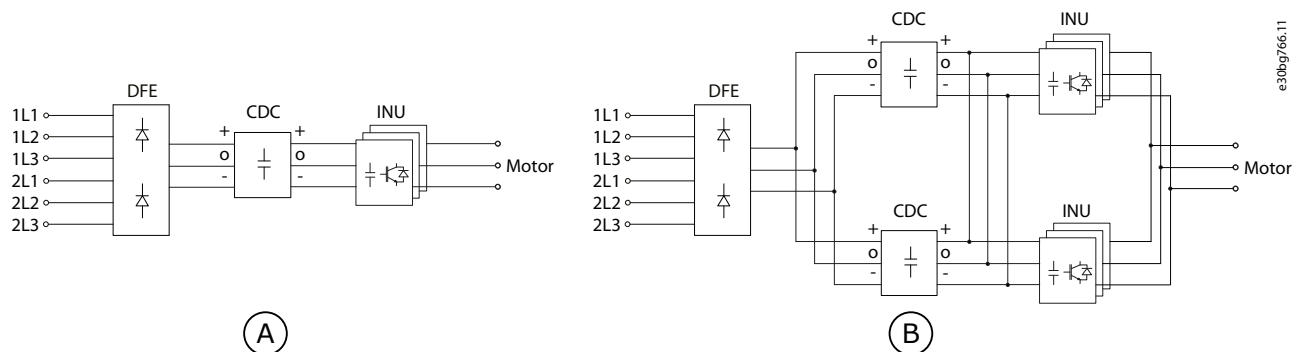 DFE
1L1
1L2
1L3
2L1
2L2
2L3
CDC
+ +
o o
- -
INU
Motor
A
DFE
1L1
1L2
1L3
2L1
2L2
2L3
CDC
+ +
o o
- -
INU
CDC
+ +
o o
- -
INU
Motor
B
e30bg766.11